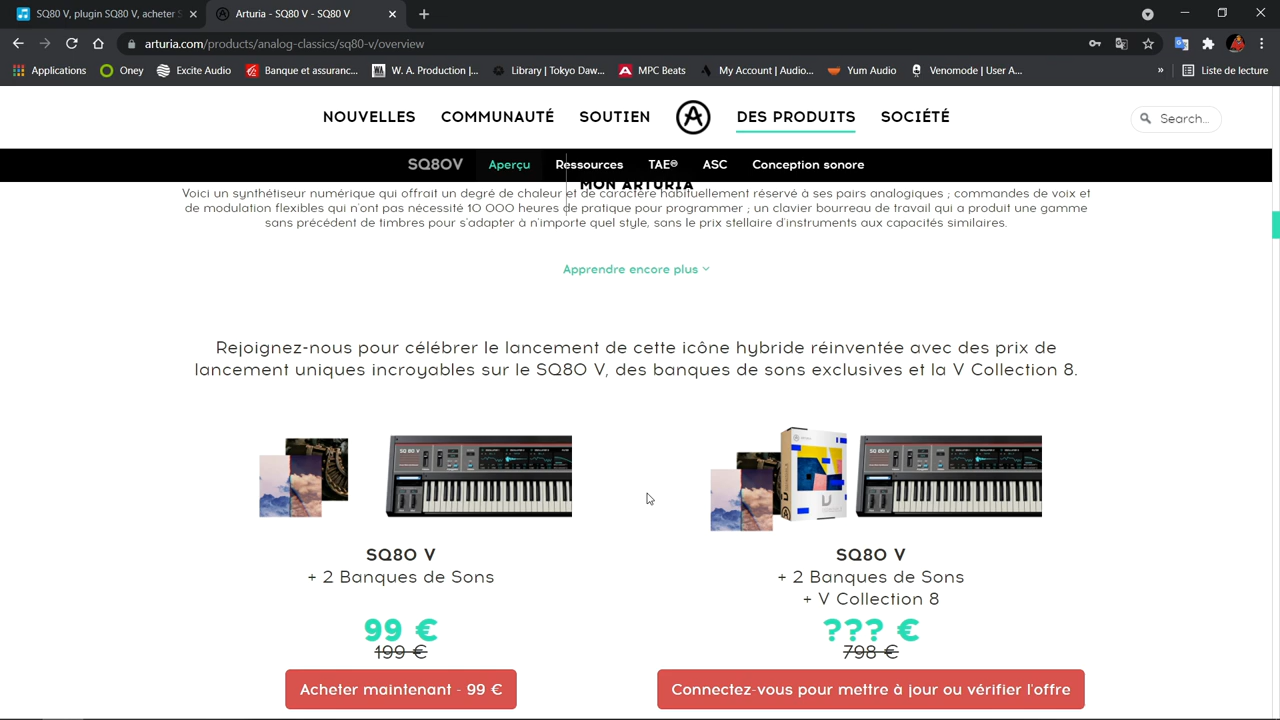 SQ80 V, plugin SQ80 V, acheter S
Arturia - SQ80 V - SQ80 V
arturia.com/products/analog-classics/sq80-v/overview
Applications
Oney
Excite Audio
Banque et assuranc...
W. A. Production |...
Library | Tokyo Daw...
MPC Beats
My Account | Audio...
Yum Audio
Venomode | User A...
»
Liste de lecture
NOUVELLES
COMMUNAUTÉ
SOUTIEN
DES PRODUITS
SOCIÉTÉ
Search...
SQ80V
Aperçu
Ressources
TAE®
ASC
Conception sonore
MON ARTURIA
Voici un synthétiseur numérique qui offrait un degré de chaleur et de caractère habituellement réservé à ses pairs analogiques ; commandes de voix et
de modulation flexibles qui n'ont pas nécessité 10 000 heures de pratique pour programmer ; un clavier bourreau de travail qui a produit une gamme
sans précédent de timbres pour s'adapter à n'importe quel style, sans le prix stellaire d'instruments aux capacités similaires.
Apprendre encore plus
Rejoignez-nous pour célébrer le lancement de cette icône hybride réinventée avec des prix de
lancement uniques incroyables sur le SQ80 V, des banques de sons exclusives et la V Collection 8.
SQ80 V
+ 2 Banques de Sons
99 €
199 €
Acheter maintenant - 99 €
SQ80 V
+ 2 Banques de Sons
+ V Collection 8
??? €
798 €
Connectez-vous pour mettre à jour ou vérifier l'offre